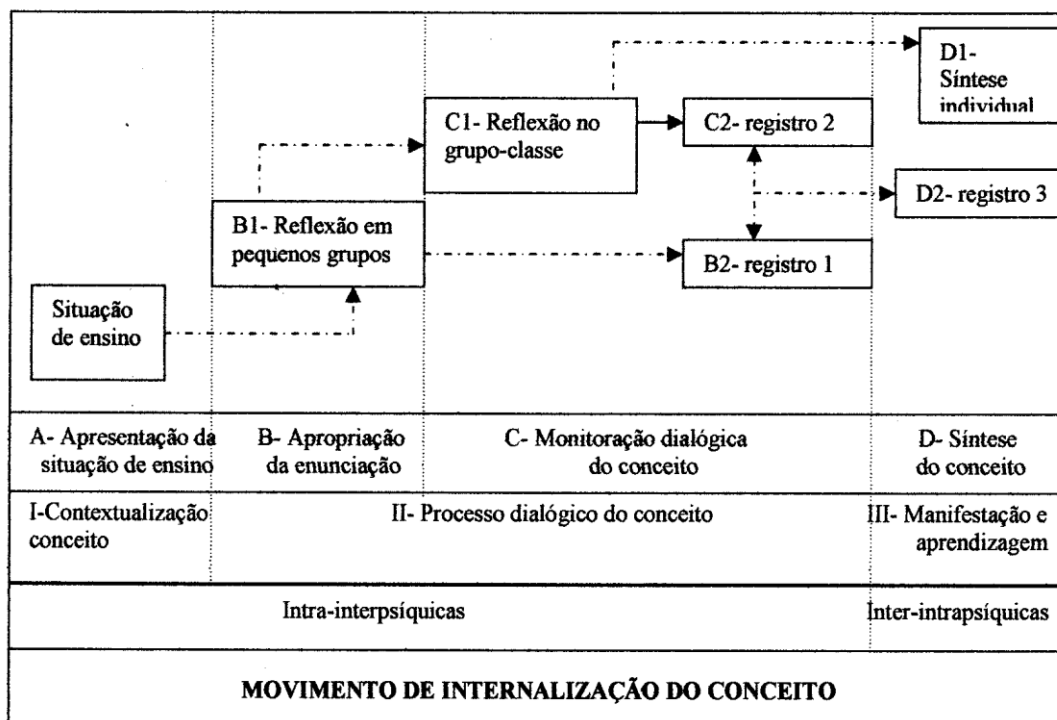 D1-
Síntese
individual
C1- Reflexão no
grupo-classe
C2- registro 2
D2- registro 3
B1- Reflexão em
pequenos grupos
B2- registro 1
Situação
de ensino
A- Apresentação da
situação de ensino
B- Apropriação
da enunciação
C- Monitoração dialógica
do conceito
D- Síntese
do conceito
I-Contextualização
conceito
II- Processo dialógico do conceito
III- Manifestação e
aprendizagem
Intra-interpsíquicas
Inter-intrapsíquicas
MOVIMENTO DE INTERNALIZAÇÃO DO CONCEITO